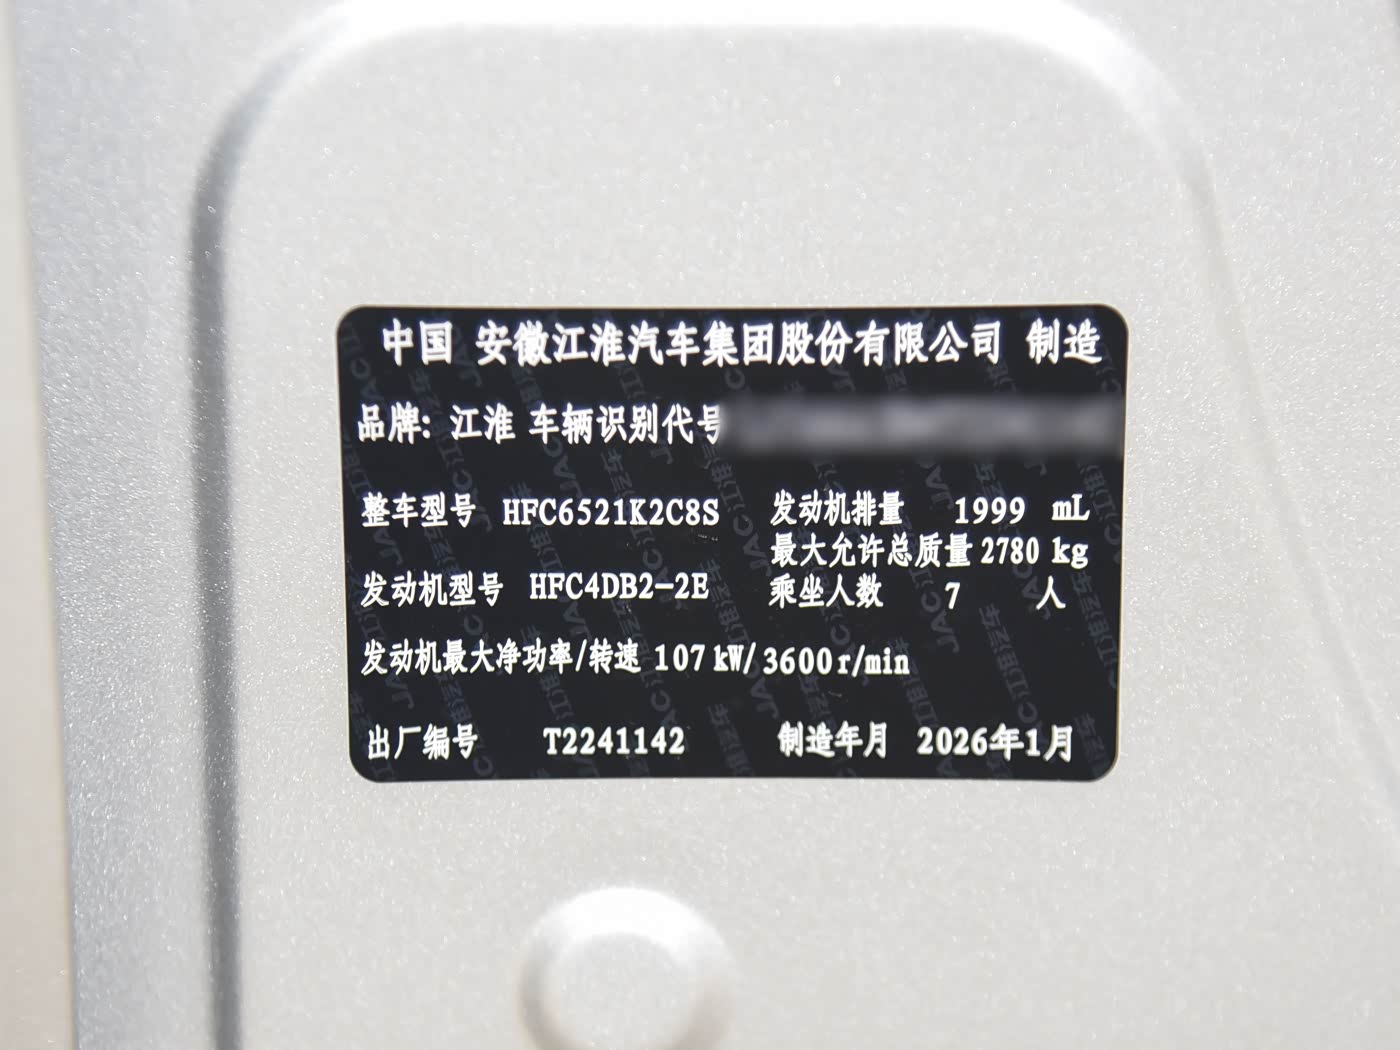 中国 安徽江淮汽车集团股份有限公司 制造
品牌: 江淮 车辆识别代号
整车型号 HFC6521K2C8S 发动机排量 1999 mL
最大允许总质量 2780 kg
发动机型号 HFC4DB2-2E 乘坐人数 7 人
发动机最大净功率/转速 107 kW/3600r/min
出厂编号 T2241142 制造年月 2026年1月